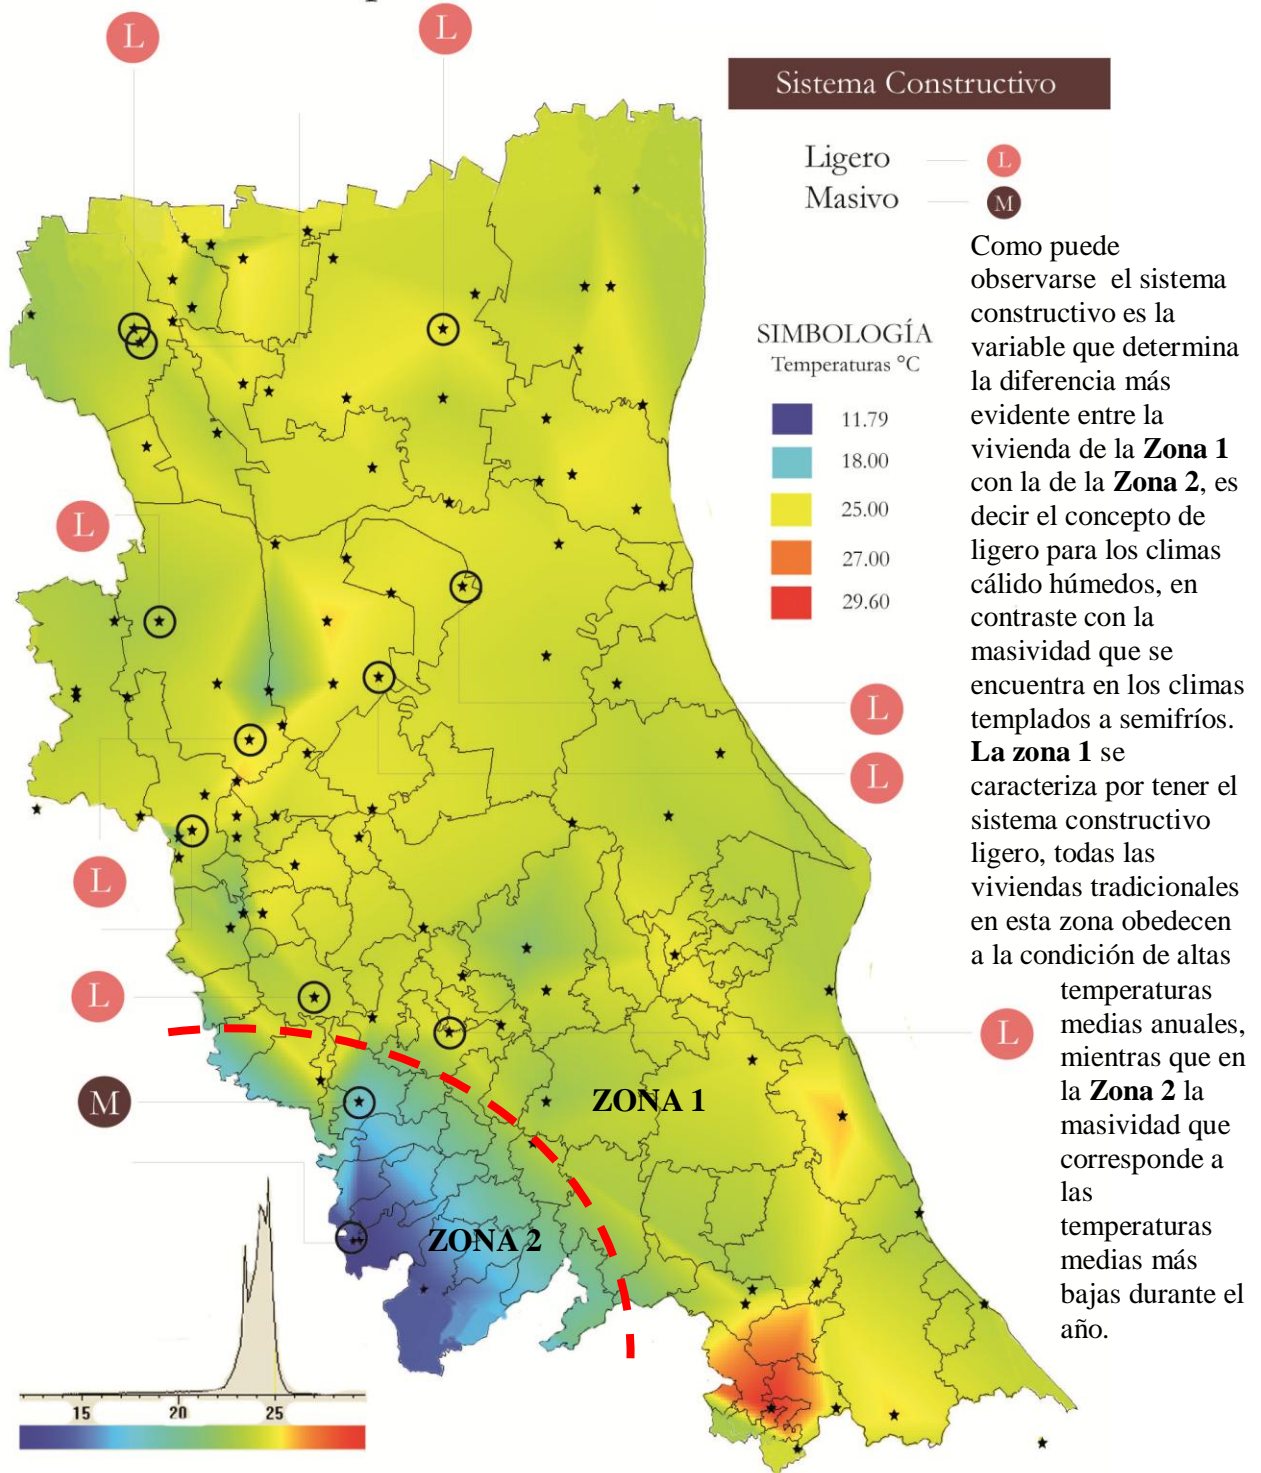 L
L
Sistema Constructivo
Ligero L
Masivo M
Como puede
observarse el sistema
constructivo es la
variable que determina
la diferencia más
evidente entre la
vivienda de la Zona 1
con la de la Zona 2, es
decir el concepto de
ligero para los climas
cálido húmedos, en
contraste con la
masividad que se
encuentra en los climas
templados a semifríos.
La zona 1 se
caracteriza por tener el
sistema constructivo
ligero, todas las
viviendas tradicionales
en esta zona obedecen
a la condición de altas
temperaturas
medias anuales,
mientras que en
la Zona 2 la
masividad que
corresponde a
las
temperaturas
medias más
bajas durante el
año.
SIMBOLOGÍA
Temperaturas °C
11.79
18.00
25.00
27.00
29.60
L
L
L
L
L
L
M
ZONA 1
ZONA 2
15 20 25